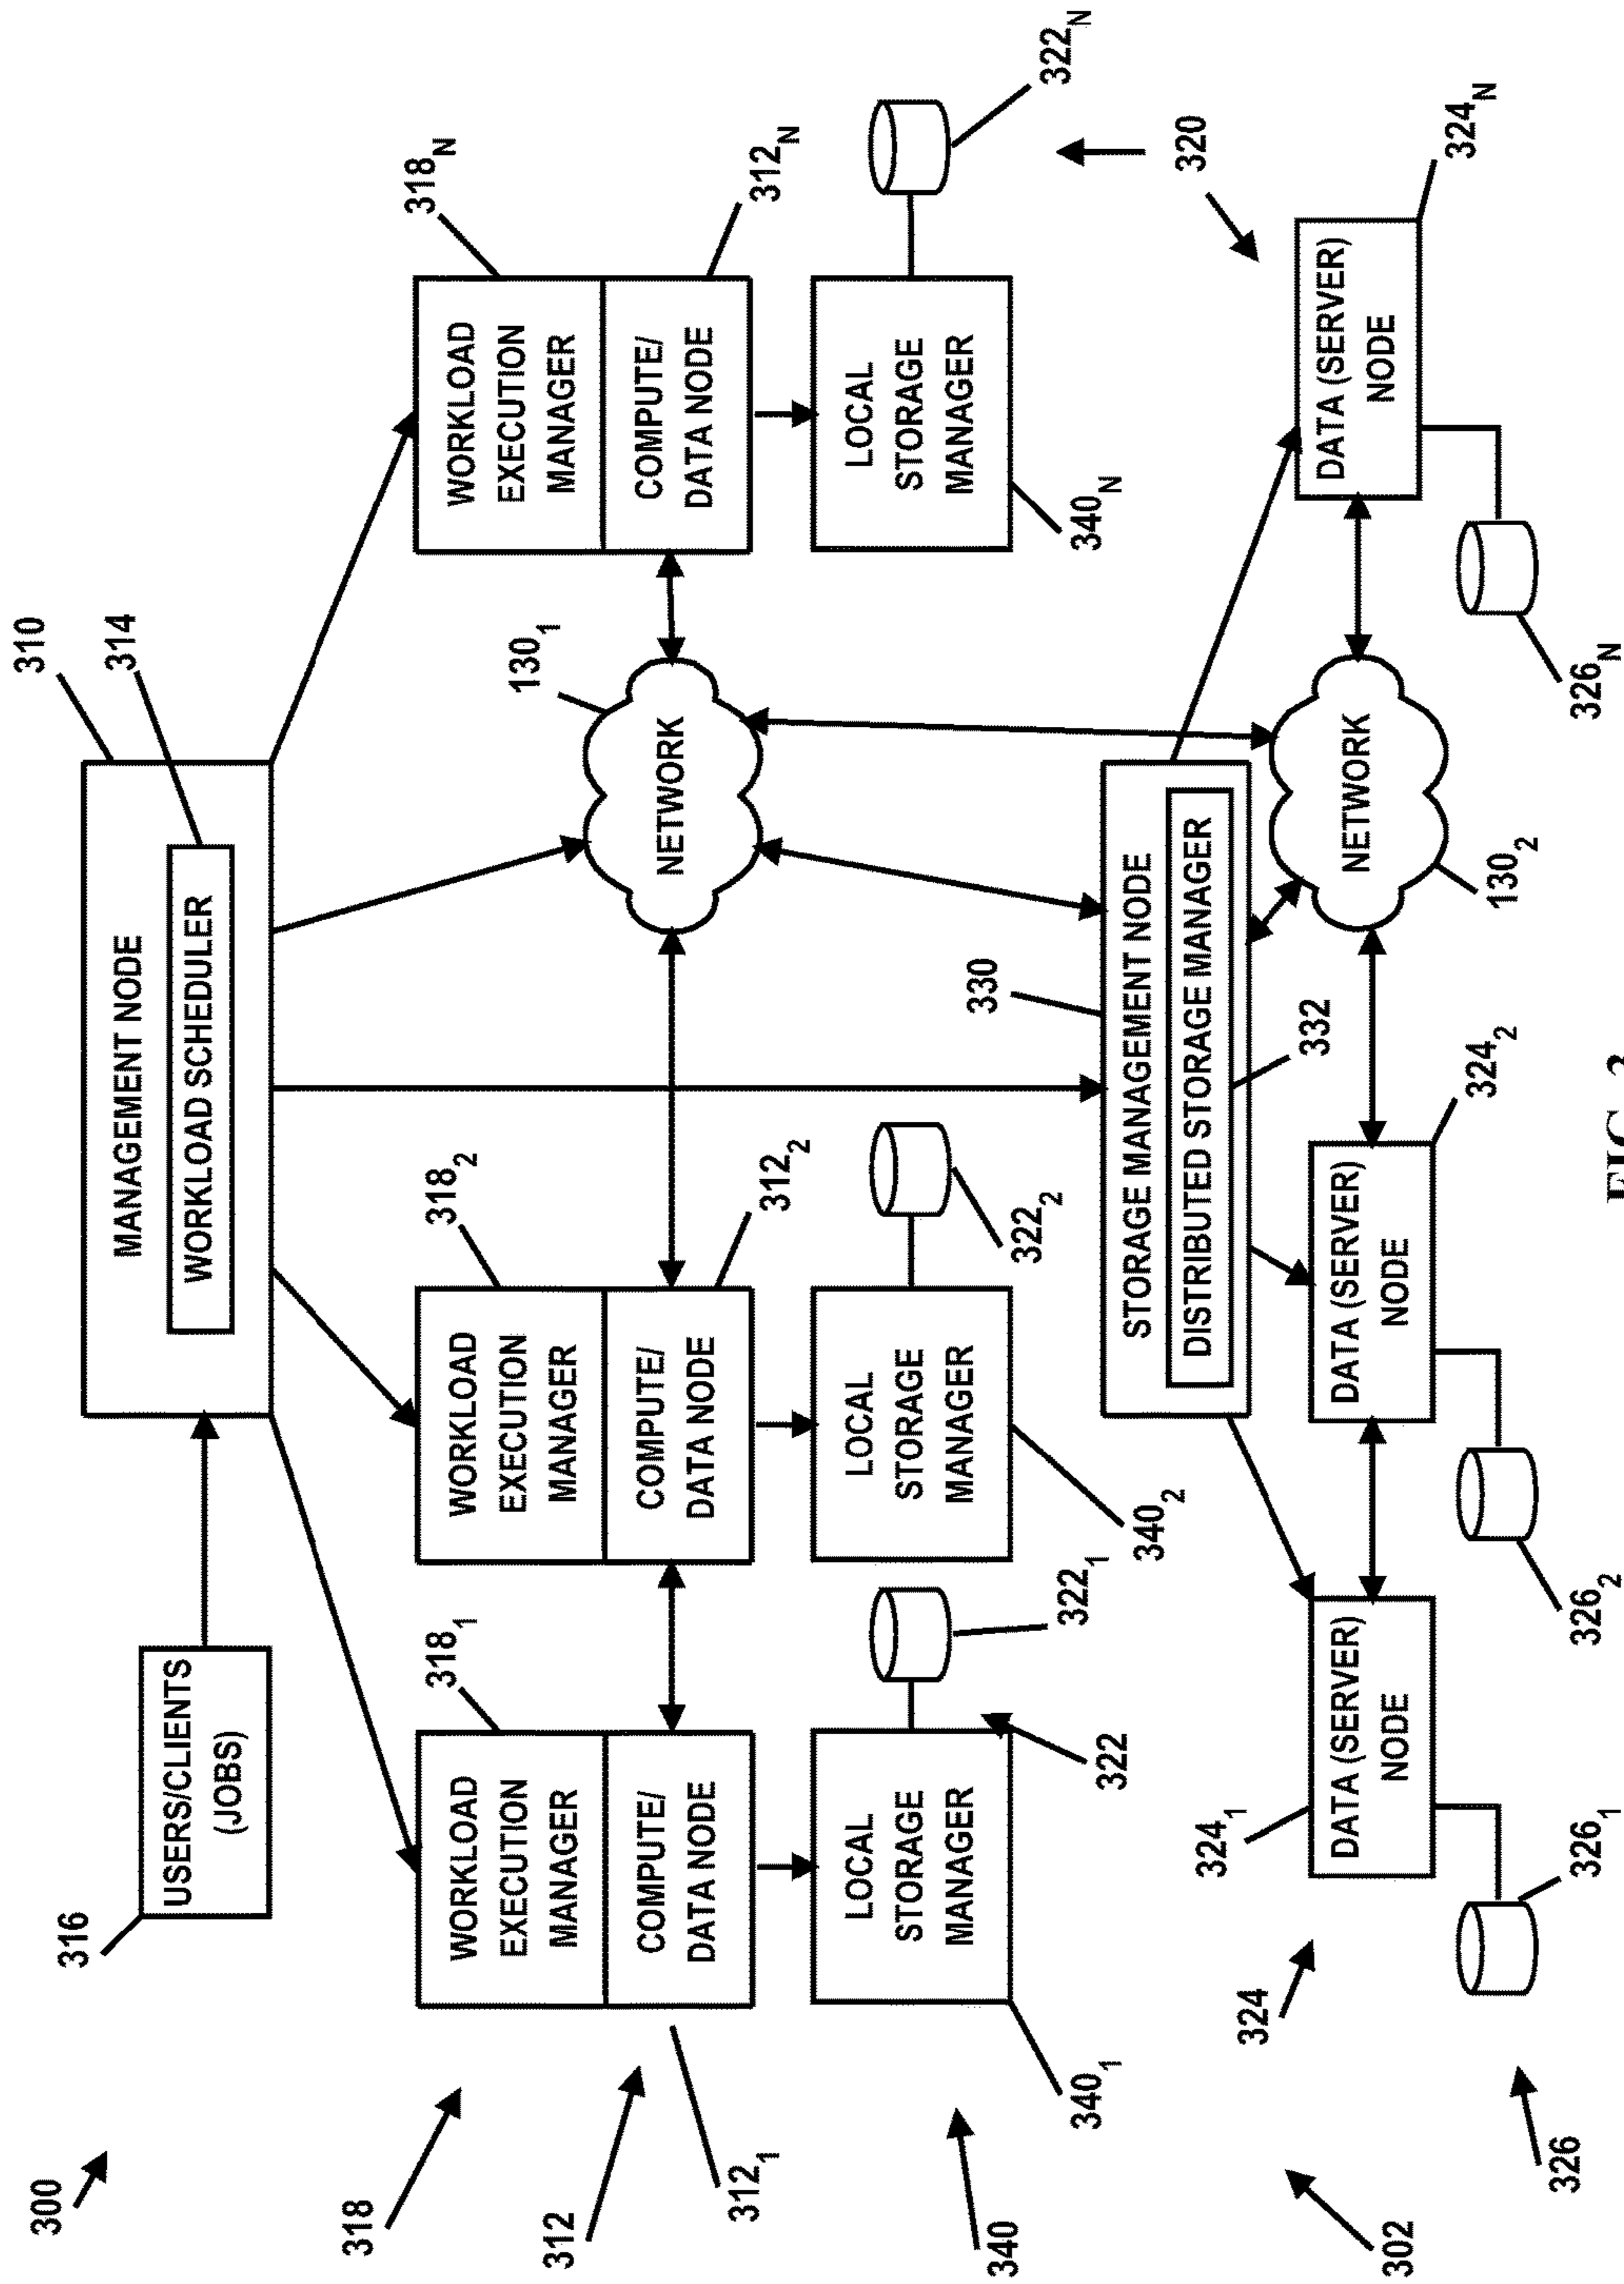 300
310
316
314
USERS/CLIENTS
(JOBS)
MANAGEMENT NODE
WORKLOAD SCHEDULER
318
318₁
318₂
318N
WORKLOAD
EXECUTION
MANAGER
WORKLOAD
EXECUTION
MANAGER
WORKLOAD
EXECUTION
MANAGER
130₁
312
312₁
COMPUTE/
DATA NODE
COMPUTE/
DATA NODE
312₂
NETWORK
COMPUTE/
DATA NODE
312N
LOCAL
STORAGE
MANAGER
LOCAL
STORAGE
MANAGER
LOCAL
STORAGE
MANAGER
340
340₁
322
322₁
340₂
322₂
330
340N
322N
STORAGE MANAGEMENT NODE
DISTRIBUTED STORAGE MANAGER
320
324
324₁
332
302
DATA (SERVER)
NODE
DATA (SERVER)
NODE
NETWORK
DATA (SERVER)
NODE
324₂
130₂
324N
326
326₁
326₂
326N
FIG.